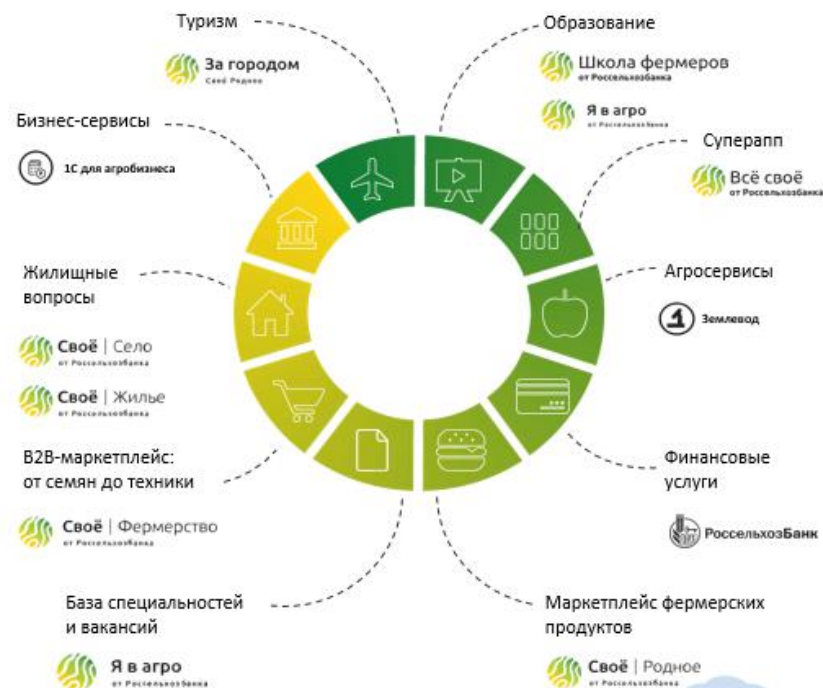 Туризм
За городом
Своё Родное
Образование
Школа фермеров
от Россельхозбанка
Я в агро
от Россельхозбанка
Бизнес-сервисы
1С для агробизнеса
Суперапп
Всё своё
от Россельхозбанка
Жилищные
вопросы
Своё | Село
от Россельхозбанка
Своё | Жилье
от Россельхозбанка
Агросервисы
Землевод
B2B-маркетплейс:
от семян до техники
Своё | Фермерство
от Россельхозбанка
Финансовые
услуги
РоссельхозБанк
База специальностей
и вакансий
Я в агро
от Россельхозбанка
Маркетплейс фермерских
продуктов
Своё | Родное
от Россельхозбанка